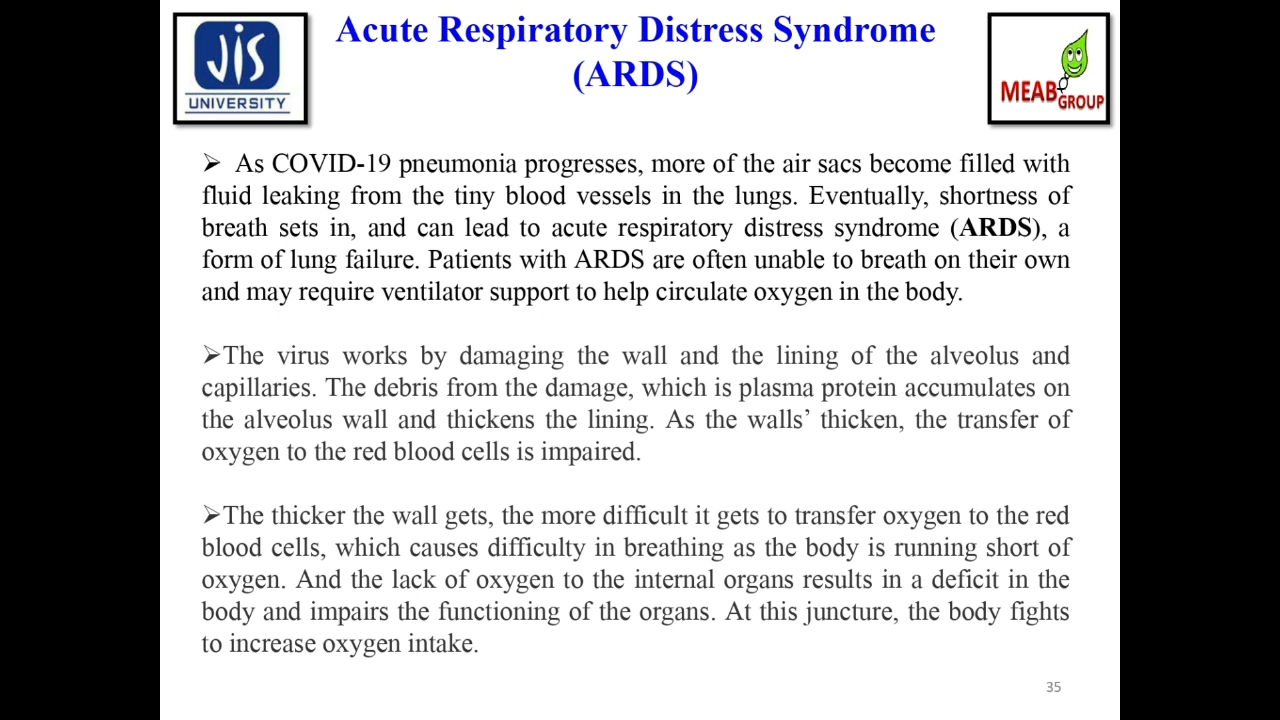 Acute Respiratory Distress Syndrome
(ARDS)
JIS
UNIVERSITY
MEAB
GROUP
➢ As COVID-19 pneumonia progresses, more of the air sacs become filled with
fluid leaking from the tiny blood vessels in the lungs. Eventually, shortness of
breath sets in, and can lead to acute respiratory distress syndrome (ARDS), a
form of lung failure. Patients with ARDS are often unable to breath on their own
and may require ventilator support to help circulate oxygen in the body.
➢The virus works by damaging the wall and the lining of the alveolus and
capillaries. The debris from the damage, which is plasma protein accumulates on
the alveolus wall and thickens the lining. As the walls’ thicken, the transfer of
oxygen to the red blood cells is impaired.
➢The thicker the wall gets, the more difficult it gets to transfer oxygen to the red
blood cells, which causes difficulty in breathing as the body is running short of
oxygen. And the lack of oxygen to the internal organs results in a deficit in the
body and impairs the functioning of the organs. At this juncture, the body fights
to increase oxygen intake.
35